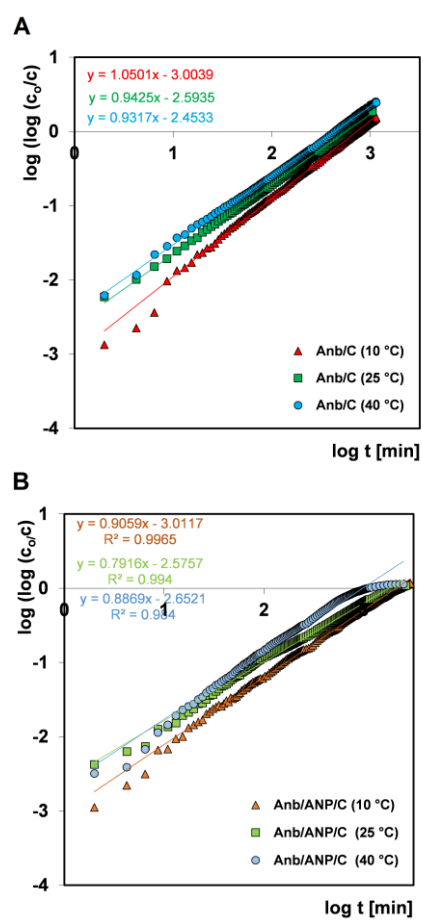 A
log (log (cₒ/c)
1
0
-1
-2
-3
-4
0
1
2
3
y = 1.0501x - 3.0039
y = 0.9425x - 2.5935
y = 0.9317x - 2.4533
Anb/C (10 °C)
Anb/C (25 °C)
Anb/C (40 °C)
log t [min]
B
log (log (cₒ/c)
1
0
-1
-2
-3
-4
0
1
2
y = 0.9059x - 3.0117
R² = 0.9965
y = 0.7916x - 2.5757
R² = 0.994
y = 0.8869x - 2.6521
R² = 0.984
Anb/ANP/C (10 °C)
Anb/ANP/C (25 °C)
Anb/ANP/C (40 °C)
log t [min]